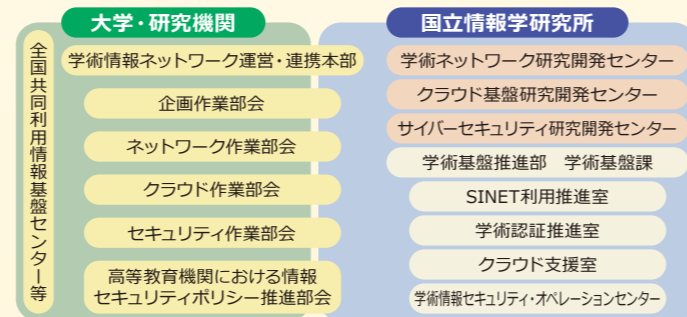 大学・研究機関
全国共同利用情報基盤センター等
学術情報ネットワーク運営・連携本部
企画作業部会
ネットワーク作業部会
クラウド作業部会
セキュリティ作業部会
高等教育機関における情報
セキュリティポリシー推進部会
国立情報学研究所
学術ネットワーク研究開発センター
クラウド基盤研究開発センター
サイバーセキュリティ研究開発センター
学術基盤推進部　学術基盤課
SINET利用推進室
学術認証推進室
クラウド支援室
学術情報セキュリティ・オペレーションセンター